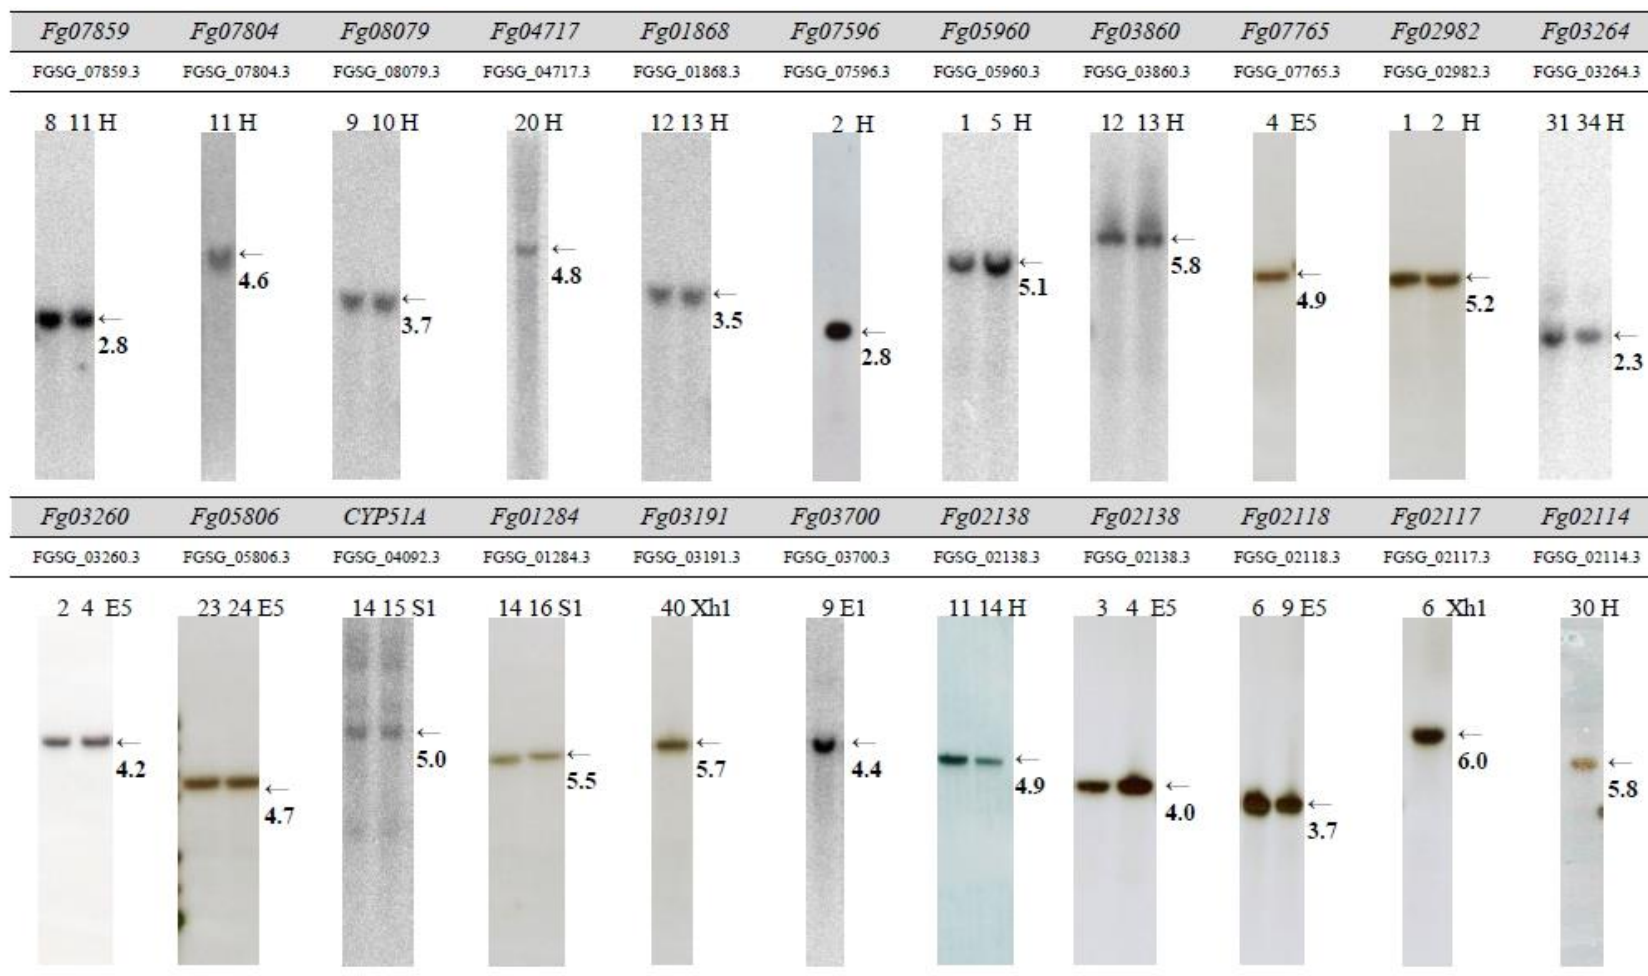 Fg07859 Fg07804 Fg08079 Fg04717 Fg01868 Fg07596 Fg05960 Fg03860 Fg07765 Fg02982 Fg03264
FGSG_07859.3 FGSG_07804.3 FGSG_08079.3 FGSG_04717.3 FGSG_01868.3 FGSG_07596.3 FGSG_05960.3 FGSG_03860.3 FGSG_07765.3 FGSG_02982.3 FGSG_03264.3
8 11 H 11 H 9 10 H 20 H 12 13 H 2 H 1 5 H 12 13 H 4 E5 1 2 H 31 34 H
← 2.8 ← 4.6 ← 3.7 ← 4.8 ← 3.5 ← 2.8 ← 5.1 ← 5.8 ← 4.9 ← 5.2 ← 2.3
Fg03260 Fg05806 CYP51A Fg01284 Fg03191 Fg03700 Fg02138 Fg02138 Fg02118 Fg02117 Fg02114
FGSG_03260.3 FGSG_05806.3 FGSG_04092.3 FGSG_01284.3 FGSG_03191.3 FGSG_03700.3 FGSG_02138.3 FGSG_02138.3 FGSG_02118.3 FGSG_02117.3 FGSG_02114.3
2 4 E5 23 24 E5 14 15 S1 14 16 S1 40 Xh1 9 E1 11 14 H 3 4 E5 6 9 E5 6 Xh1 30 H
← 4.2 ← 4.7 ← 5.0 ← 5.5 ← 5.7 ← 4.4 ← 4.9 ← 4.0 ← 3.7 ← 6.0 ← 5.8